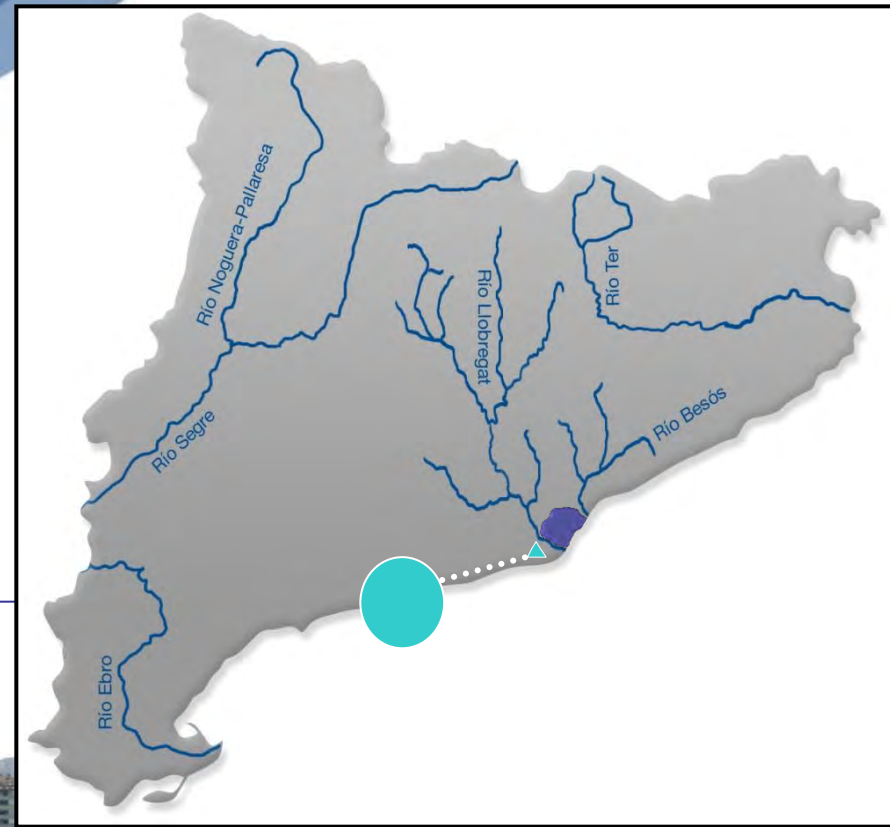 Río Noguera-Pallaresa
Río Llobregat
Río Ter
Río Segre
Río Besós
Río Ebro